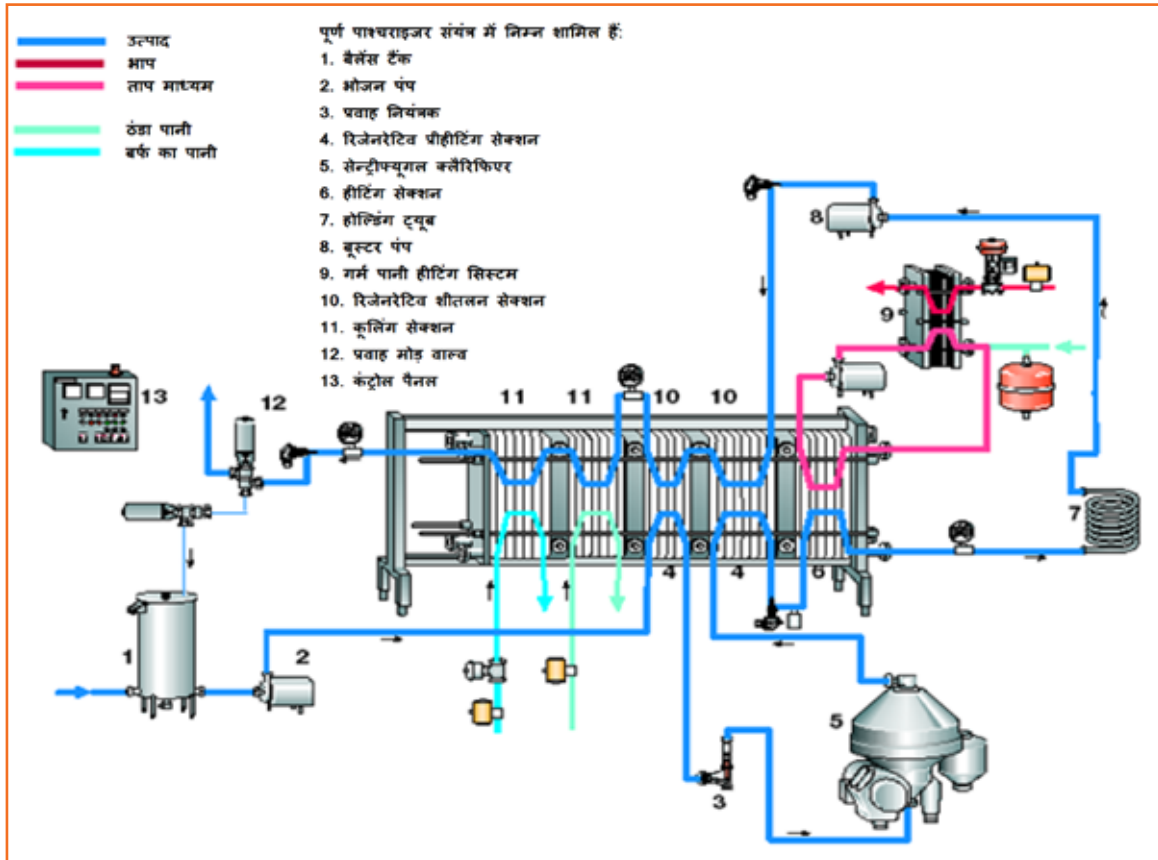 उत्पाद
भाप
ताप माध्यम
ठंडा पानी
बर्फ का पानी
पूर्ण पाश्चराइजर संयंत्र में निम्न शामिल हैं:
1. बैलेंस टैंक
2. भोजन पंप
3. प्रवाह नियंत्रक
4. रिजेनरेटिव प्रीहीटिंग सेक्शन
5. सेन्ट्रीफ्यूगल क्लैरिफिएर
6. हीटिंग सेक्शन
7. होल्डिंग ट्यूब
8. बूस्टर पंप
9. गर्म पानी हीटिंग सिस्टम
10. रिजेनरेटिव शीतलन सेक्शन
11. कूलिंग सेक्शन
12. प्रवाह मोड़ वाल्व
13. कंट्रोल पैनल
8
9
13
12
11
11
10
10
7
4
4
6
1
2
5
3